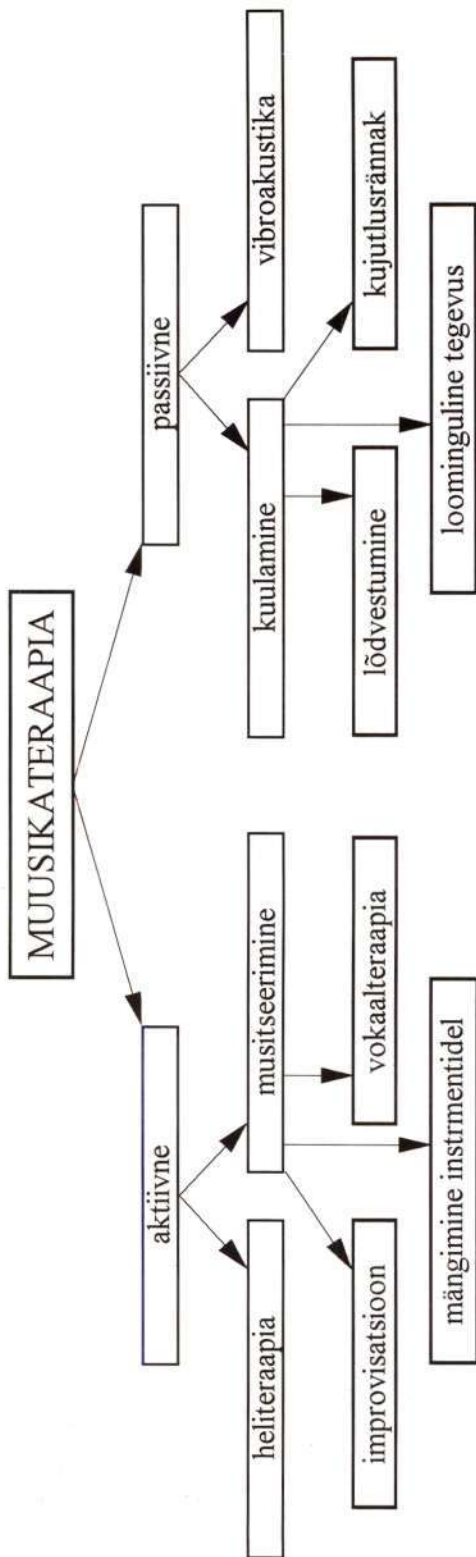 MUUSIKATERAAPIA
aktiivne
passiivne
heliteraapia
musitseerimine
kuulamine
vibroakustika
improvisatsioon
vokaalteraapia
lõdvestumine
kujutlusrännak
mängimine instrmentidel
loominguline tegevus